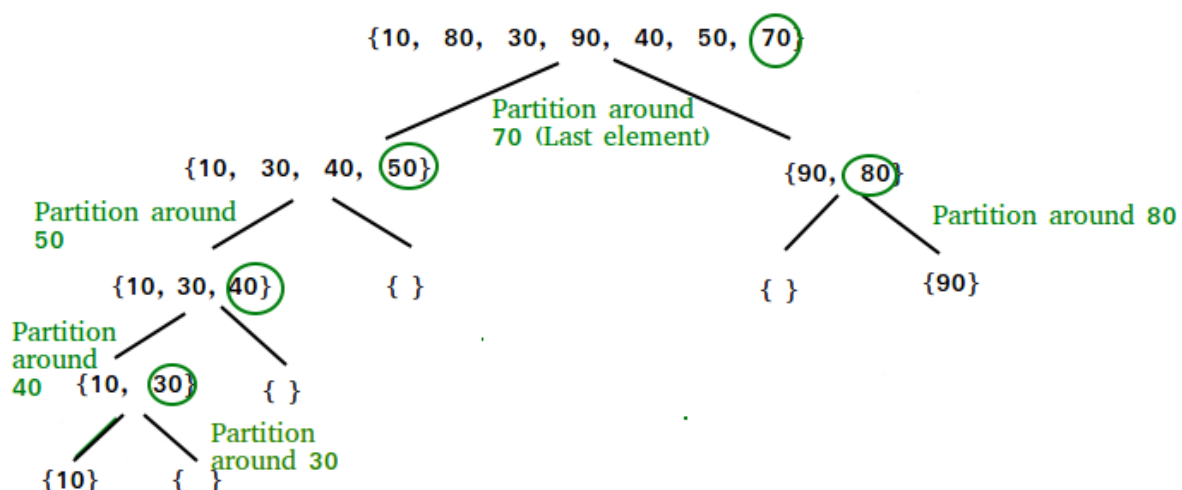 {10, 80, 30, 90, 40, 50, 70}
Partition around
70 (Last element)
{10, 30, 40, 50}
{90, 80}
Partition around
50
Partition around 80
{10, 30, 40}
{ }
{ }
{90}
Partition
around
40
{10, 30}
{ }
Partition
around 30
{10}
{ }